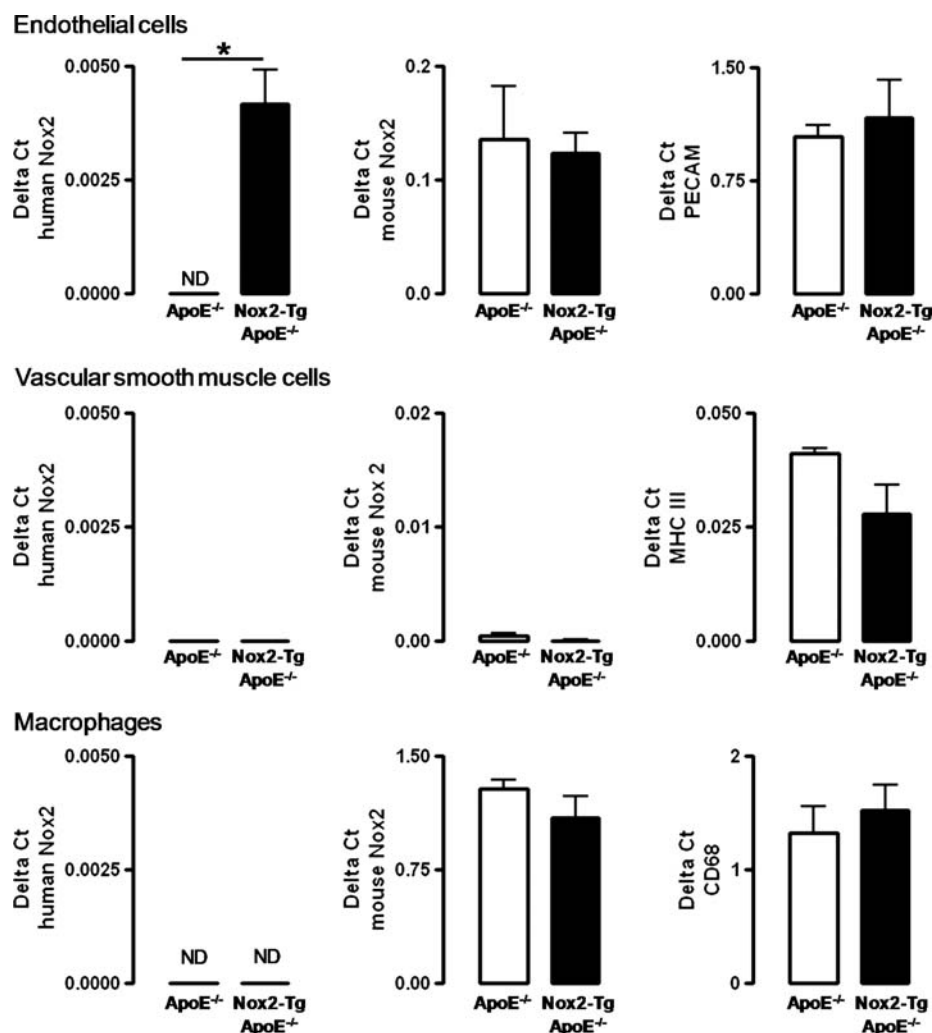 Endothelial cells
Delta Ct
human Nox2
0.0050
0.0025
0.0000
*
ND
ApoE⁻/⁻
Nox2-Tg
ApoE⁻/⁻
Delta Ct
mouse Nox2
0.2
0.1
0.0
ApoE⁻/⁻
Nox2-Tg
ApoE⁻/⁻
Delta Ct
PECAM
1.50
0.75
0.00
ApoE⁻/⁻
Nox2-Tg
ApoE⁻/⁻
Vascular smooth muscle cells
Delta Ct
human Nox2
0.0050
0.0025
0.0000
ApoE⁻/⁻
Nox2-Tg
ApoE⁻/⁻
Delta Ct
mouse Nox 2
0.02
0.01
0.00
ApoE⁻/⁻
Nox2-Tg
ApoE⁻/⁻
Delta Ct
MHC III
0.050
0.025
0.000
ApoE⁻/⁻
Nox2-Tg
ApoE⁻/⁻
Macrophages
Delta Ct
human Nox2
0.0050
0.0025
0.0000
ND
ND
ApoE⁻/⁻
Nox2-Tg
ApoE⁻/⁻
Delta Ct
mouse Nox2
1.50
0.75
0.00
ApoE⁻/⁻
Nox2-Tg
ApoE⁻/⁻
Delta Ct
CD68
2
1
0
ApoE⁻/⁻
Nox2-Tg
ApoE⁻/⁻